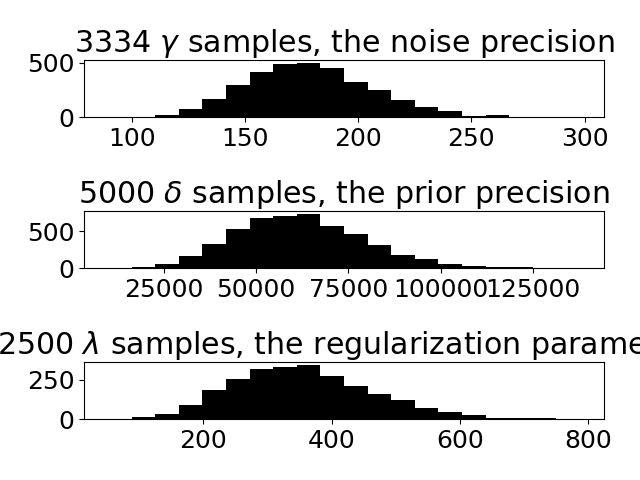 3334 γ samples, the noise precision
500
0
100 150 200 250 300
5000 δ samples, the prior precision
500
0
25000 50000 75000 100000 125000
2500 λ samples, the regularization parame
250
0
200 400 600 800